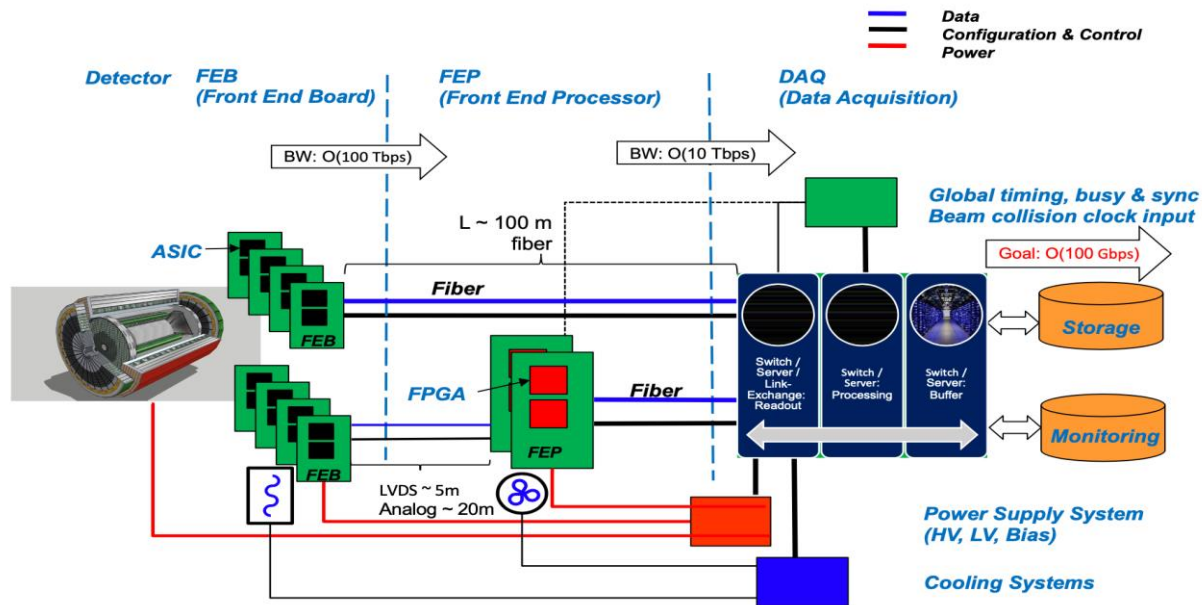 Data
Configuration & Control
Power
Detector
FEB
(Front End Board)
FEP
(Front End Processor)
DAQ
(Data Acquisition)
BW: O(100 Tbps)
BW: O(10 Tbps)
Global timing, busy & sync
Beam collision clock input
L ~ 100 m
fiber
ASIC
Goal: O(100 Gbps)
Fiber
FEB
Storage
Switch /
Server /
Link-
Exchange:
Readout
Switch /
Server:
Processing
Switch /
Server:
Buffer
FPGA
Fiber
Monitoring
FEB
FEP
LVDS ~ 5m
Analog ~ 20m
Power Supply System
(HV, LV, Bias)
Cooling Systems